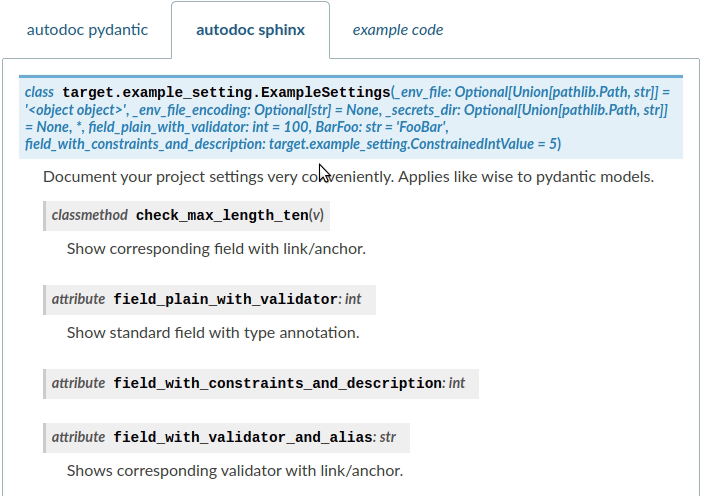 autodoc pydantic autodoc sphinx example code
class target.example_setting.ExampleSettings(_env_file: Optional[Union[pathlib.Path, str]] =
'<object object>', _env_file_encoding: Optional[str] = None, _secrets_dir: Optional[Union[pathlib.Path, str]]
= None, *, field_plain_with_validator: int = 100, BarFoo: str = 'FooBar',
field_with_constraints_and_description: target.example_setting.ConstrainedIntValue = 5)
Document your project settings very conveniently. Applies like wise to pydantic models.
classmethod check_max_length_ten(v)
Show corresponding field with link/anchor.
attribute field_plain_with_validator: int
Show standard field with type annotation.
attribute field_with_constraints_and_description: int
attribute field_with_validator_and_alias: str
Shows corresponding validator with link/anchor.